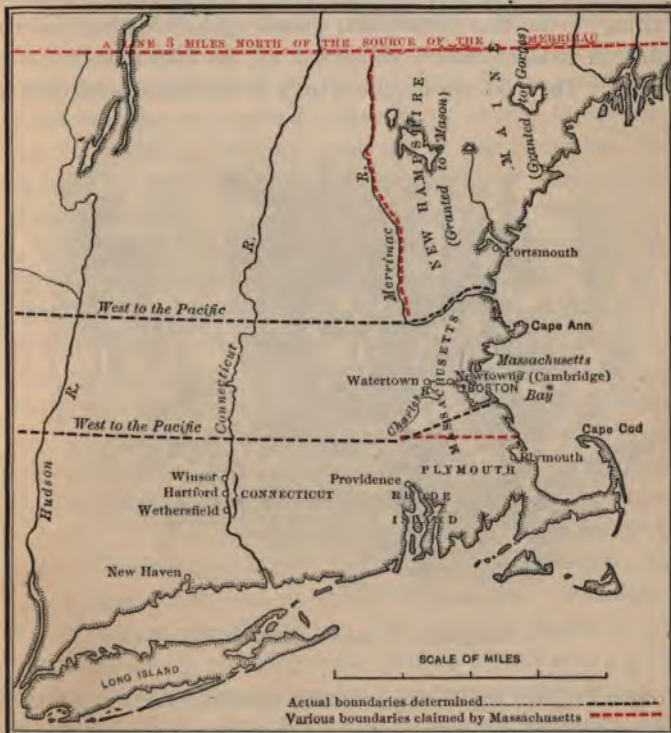 A LINE 3 MILES NORTH OF THE SOURCE OF THE MERRIMAC
NEW HAMPSHIRE
(Granted to Mason)
MAINE
(Granted to Gorges)
R.
Merrimac
R.
Portsmouth
West to the Pacific
Cape Ann
MASSACHUSETTS
Massachusetts
Bay
Watertown
Newtowne (Cambridge)
BOSTON
Charles R.
Connecticut
R.
West to the Pacific
Cape Cod
Plymouth
PLYMOUTH
Winsor
Hartford
Wethersfield
CONNECTICUT
Providence
RHODE
ISLAND
Hudson
New Haven
LONG ISLAND
SCALE OF MILES
Actual boundaries determined
Various boundaries claimed by Massachusetts